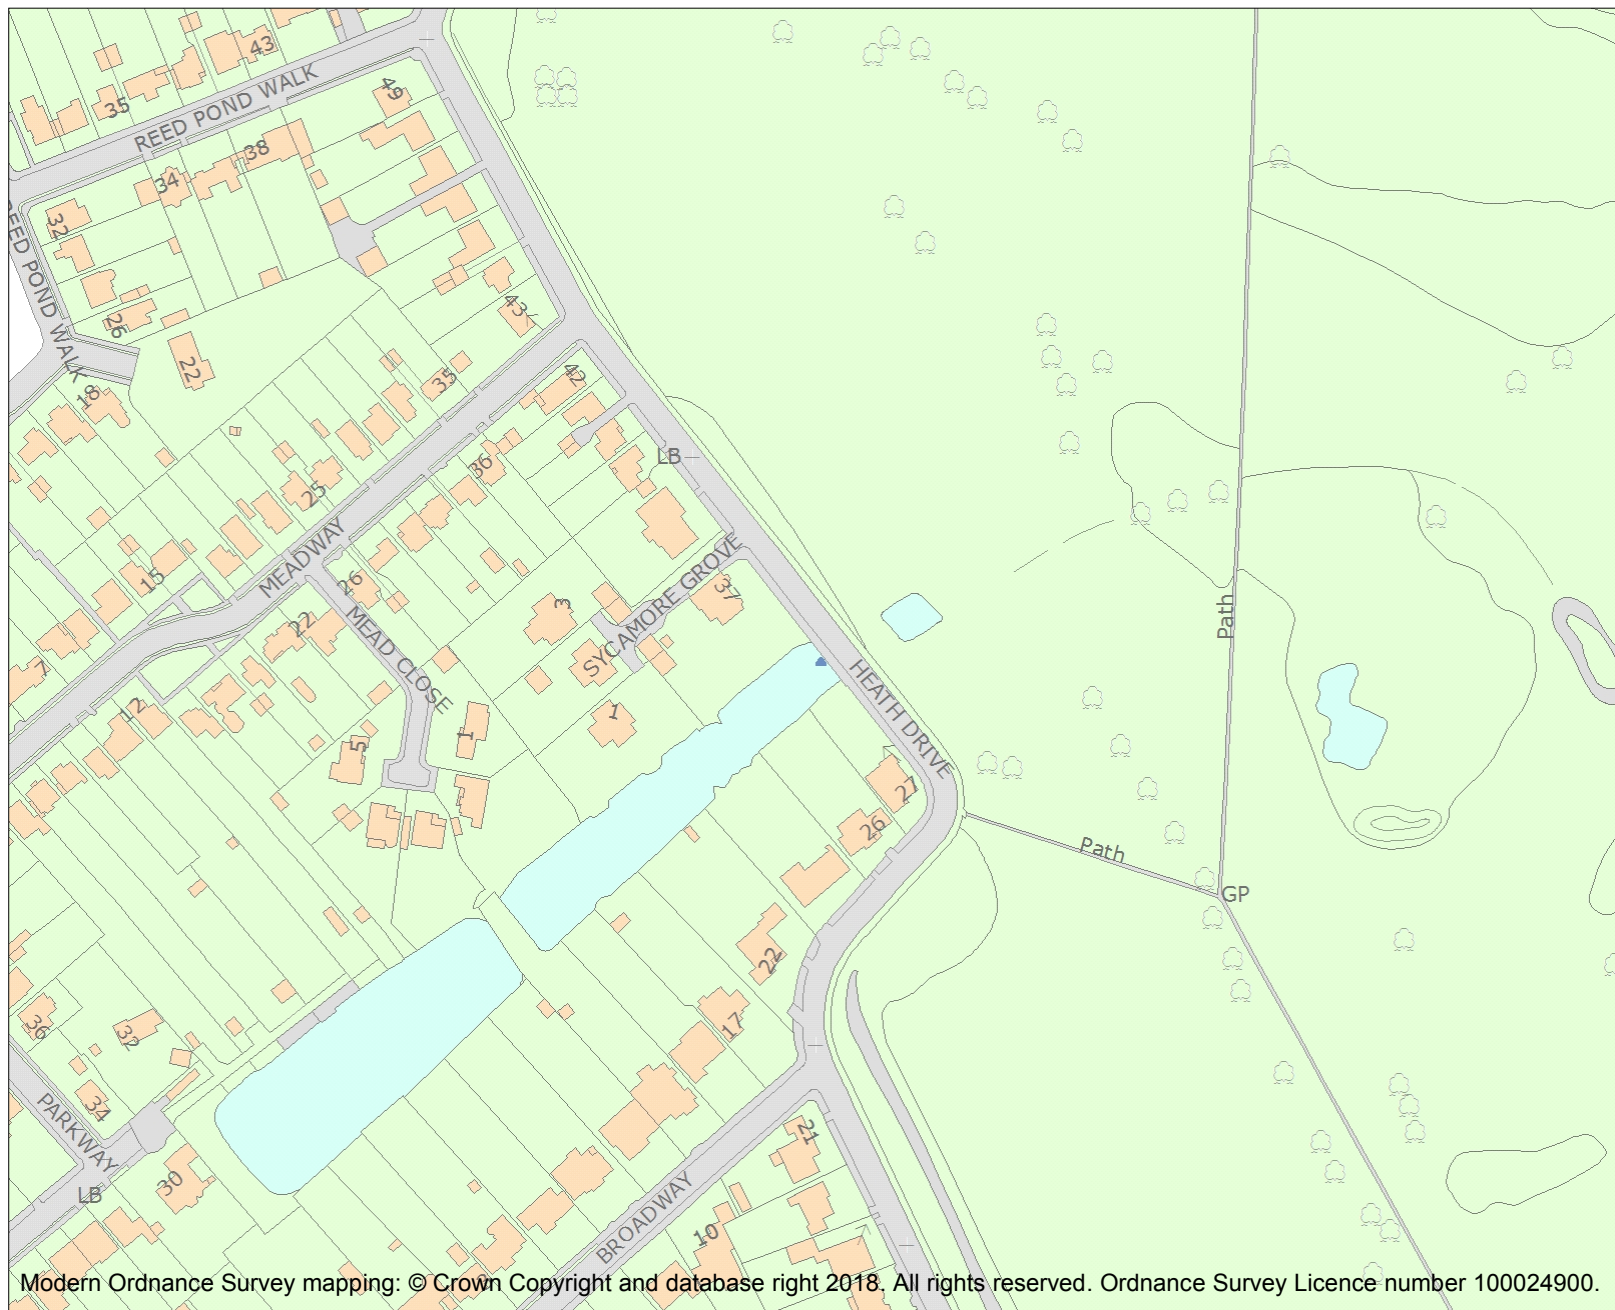 43
49
35
REED POND WALK
38
34
32
REED POND WALK
26
43
22
42
35
18
LB
36
25
MEADWAY
SYCAMORE GROVE
15
26
37
3
Path
22
MEAD CLOSE
7
HEATH DRIVE
12
1
1
5
27
26
Path
GP
22
17
36
32
34
PARKWAY
21
30
LB
BROADWAY
10
Modern Ordnance Survey mapping: © Crown Copyright and database right 2018. All rights reserved. Ordnance Survey Licence number 100024900.